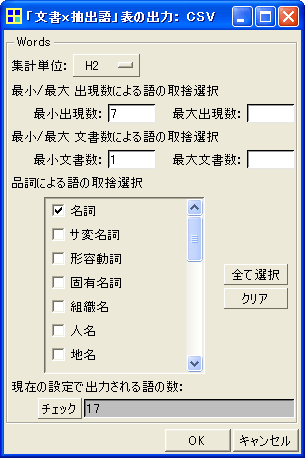 「文書×抽出語」表の出力: CSV
Words
集計単位: H2
最小/最大 出現数による語の取捨選択
最小出現数: 7 最大出現数:
最小/最大 文書数による語の取捨選択
最小文書数: 1 最大文書数:
品詞による語の取捨選択
名詞
サ変名詞
形容動詞
固有名詞
組織名
人名
地名
全て選択
クリア
現在の設定で出力される語の数:
チェック 17
OK キャンセル